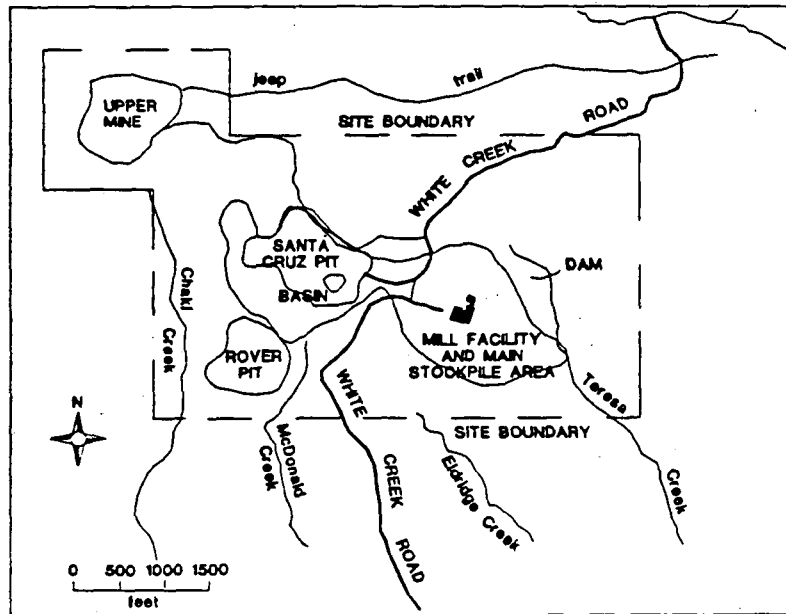 jeep trail
UPPER
MINE
SITE BOUNDARY
WHITE CREEK ROAD
SANTA
CRUZ PIT
BASIN
DAM
Chakl Creek
ROVER
PIT
MILL FACILITY
AND MAIN
STOCKPILE AREA
Teresa Creek
N
McDonald
Creek
WHITE CREEK ROAD
Eldridge Creek
SITE BOUNDARY
0 500 1000 1500
feet